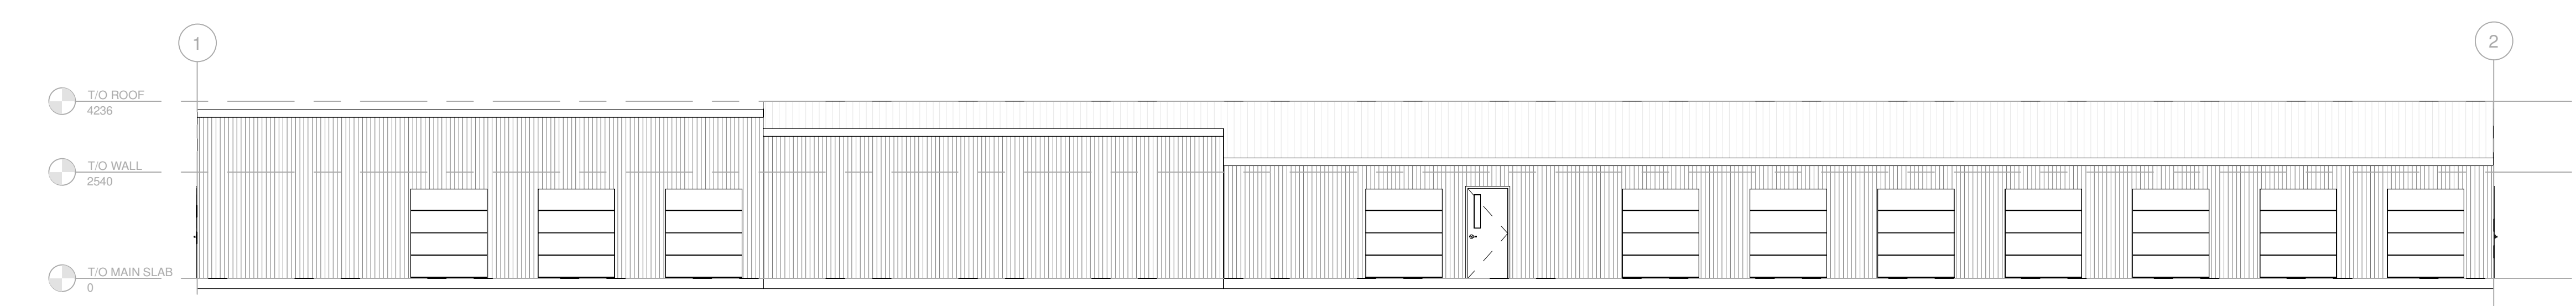 1
2
T/O ROOF
4236
T/O WALL
2540
T/O MAIN SLAB
0